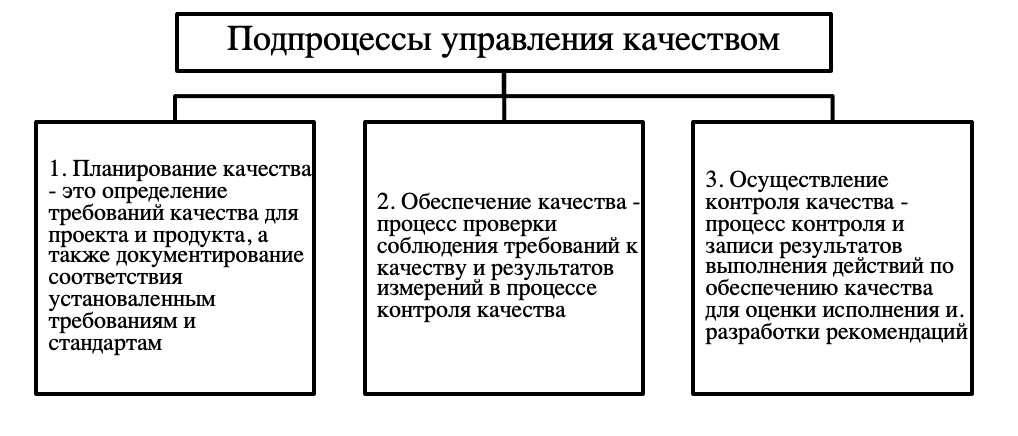 Подпроцессы управления качеством
1. Планирование качества
- это определение
требований качества для
проекта и продукта, а
также документирование
соответствия
установаленным
требованиям и
стандартам
2. Обеспечение качества -
процесс проверки
соблюдения требований к
качеству и результатов
измерений в процессе
контроля качества
3. Осуществление
контроля качества -
процесс контроля и
записи результатов
выполнения действий по
обеспечению качества
для оценки исполнения и.
разработки рекомендаций